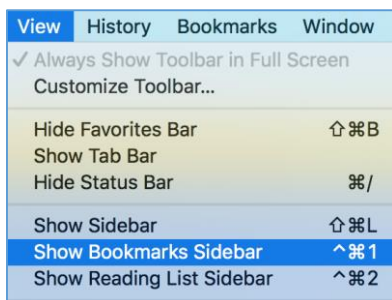 View History Bookmarks Window
✓ Always Show Toolbar in Full Screen
Customize Toolbar...
Hide Favorites Bar ⇧⌘B
Show Tab Bar
Hide Status Bar ⌘/
Show Sidebar ⇧⌘L
Show Bookmarks Sidebar ^⌘1
Show Reading List Sidebar ^⌘2